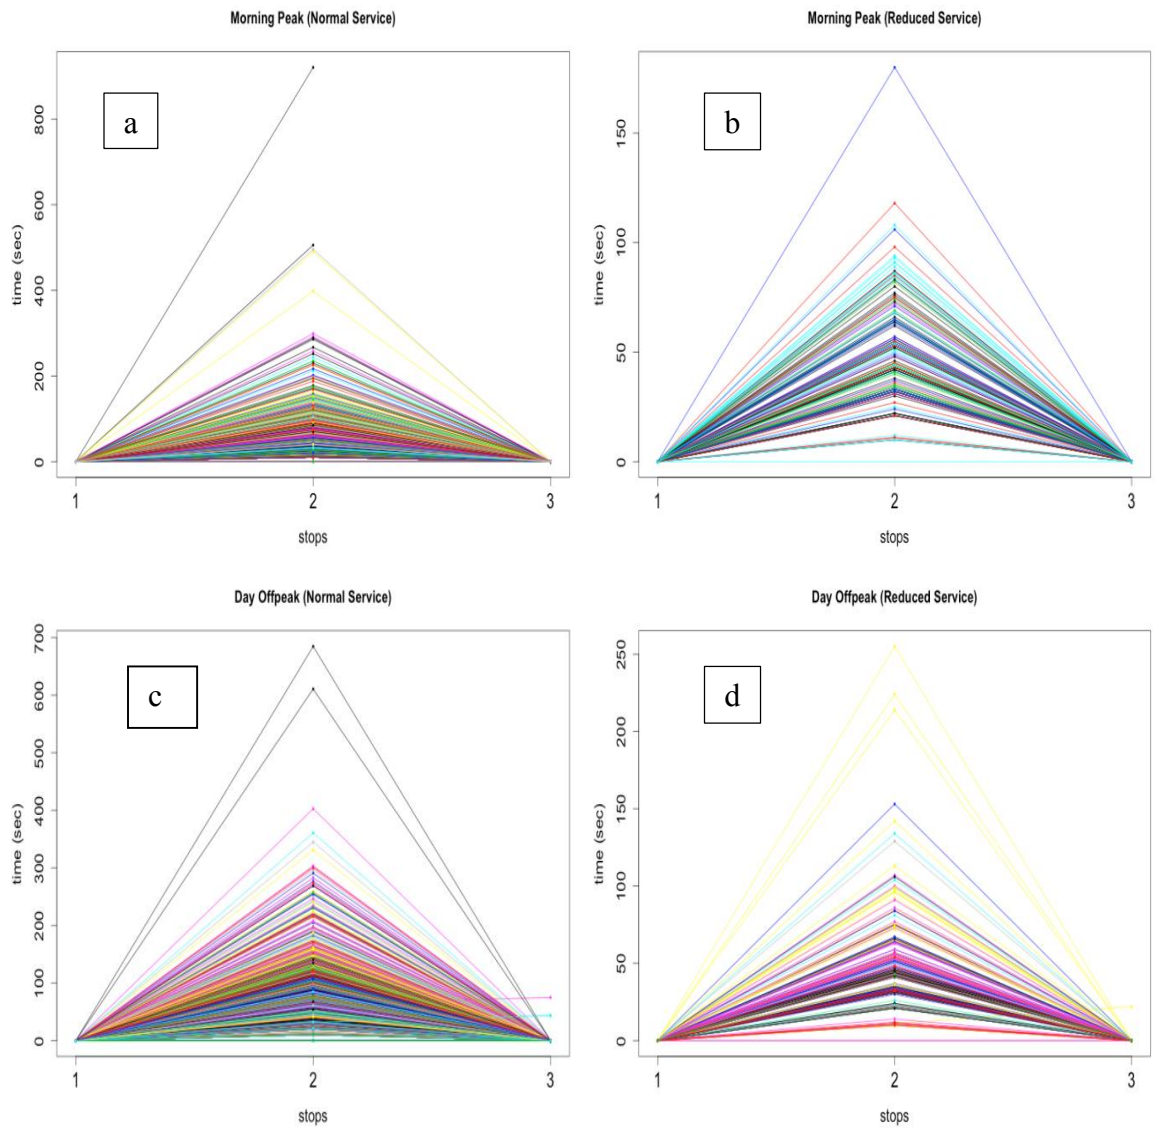 Morning Peak (Normal Service)
a
time (sec)
800
600
400
200
0
1 2 3
stops
Morning Peak (Reduced Service)
b
time (sec)
150
100
50
0
1 2 3
stops
Day Offpeak (Normal Service)
c
time (sec)
700
600
500
400
300
200
100
0
1 2 3
stops
Day Offpeak (Reduced Service)
d
time (sec)
250
200
150
100
50
0
1 2 3
stops